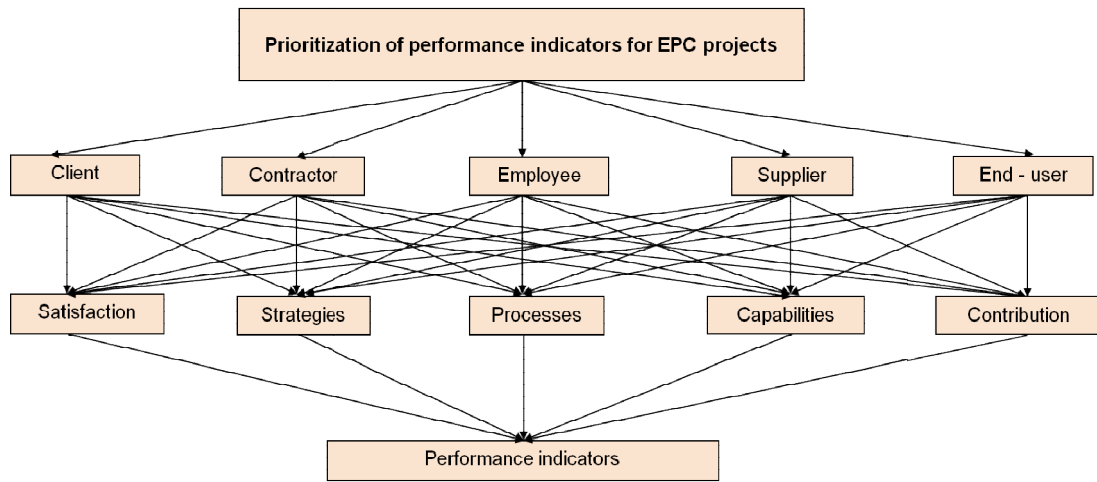 Prioritization of performance indicators for EPC projects
Client
Contractor
Employee
Supplier
End - user
Satisfaction
Strategies
Processes
Capabilities
Contribution
Performance indicators